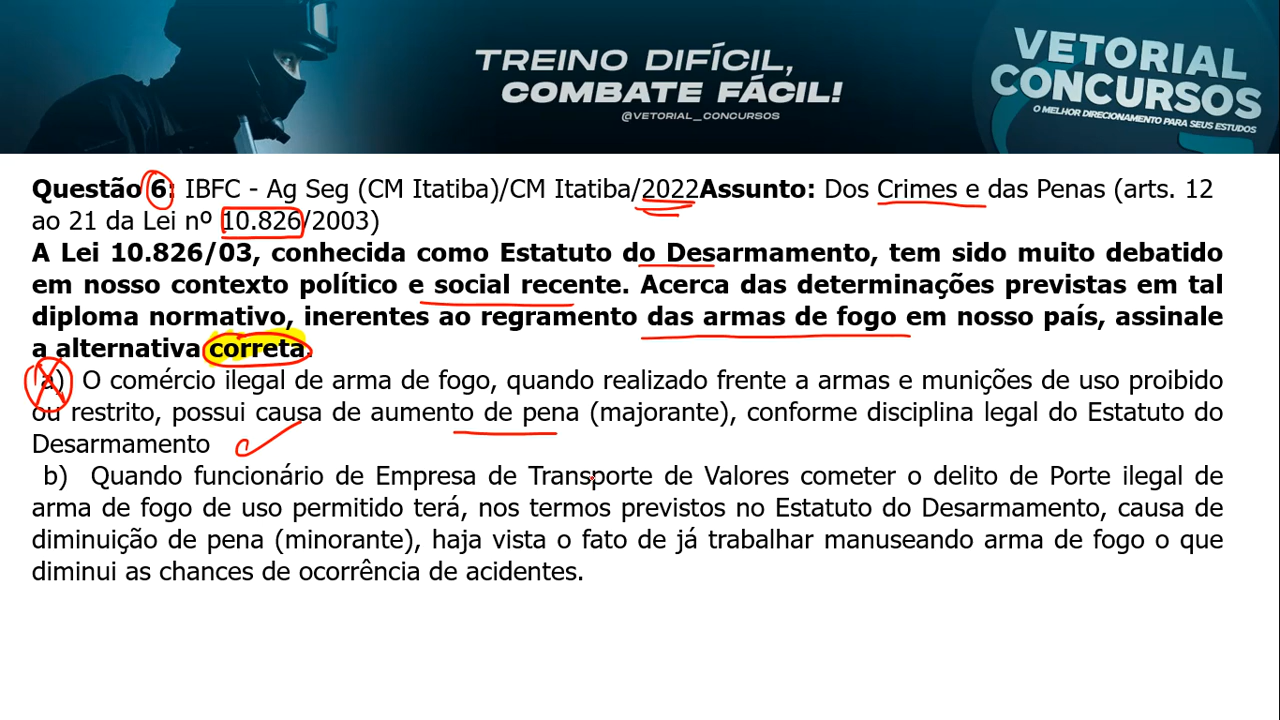 TREINO DIFÍCIL,
COMBATE FÁCIL!
@VETORIAL_CONCURSOS
VETORIAL
CONCURSOS
O MELHOR DIRECIONAMENTO PARA SEUS ESTUDOS
Questão 6: IBFC - Ag Seg (CM Itatiba)/CM Itatiba/2022Assunto: Dos Crimes e das Penas (arts. 12
ao 21 da Lei nº 10.826/2003)
A Lei 10.826/03, conhecida como Estatuto do Desarmamento, tem sido muito debatido
em nosso contexto político e social recente. Acerca das determinações previstas em tal
diploma normativo, inerentes ao regramento das armas de fogo em nosso país, assinale
a alternativa correta.
a) O comércio ilegal de arma de fogo, quando realizado frente a armas e munições de uso proibido
ou restrito, possui causa de aumento de pena (majorante), conforme disciplina legal do Estatuto do
Desarmamento
b) Quando funcionário de Empresa de Transporte de Valores cometer o delito de Porte ilegal de
arma de fogo de uso permitido terá, nos termos previstos no Estatuto do Desarmamento, causa de
diminuição de pena (minorante), haja vista o fato de já trabalhar manuseando arma de fogo o que
diminui as chances de ocorrência de acidentes.